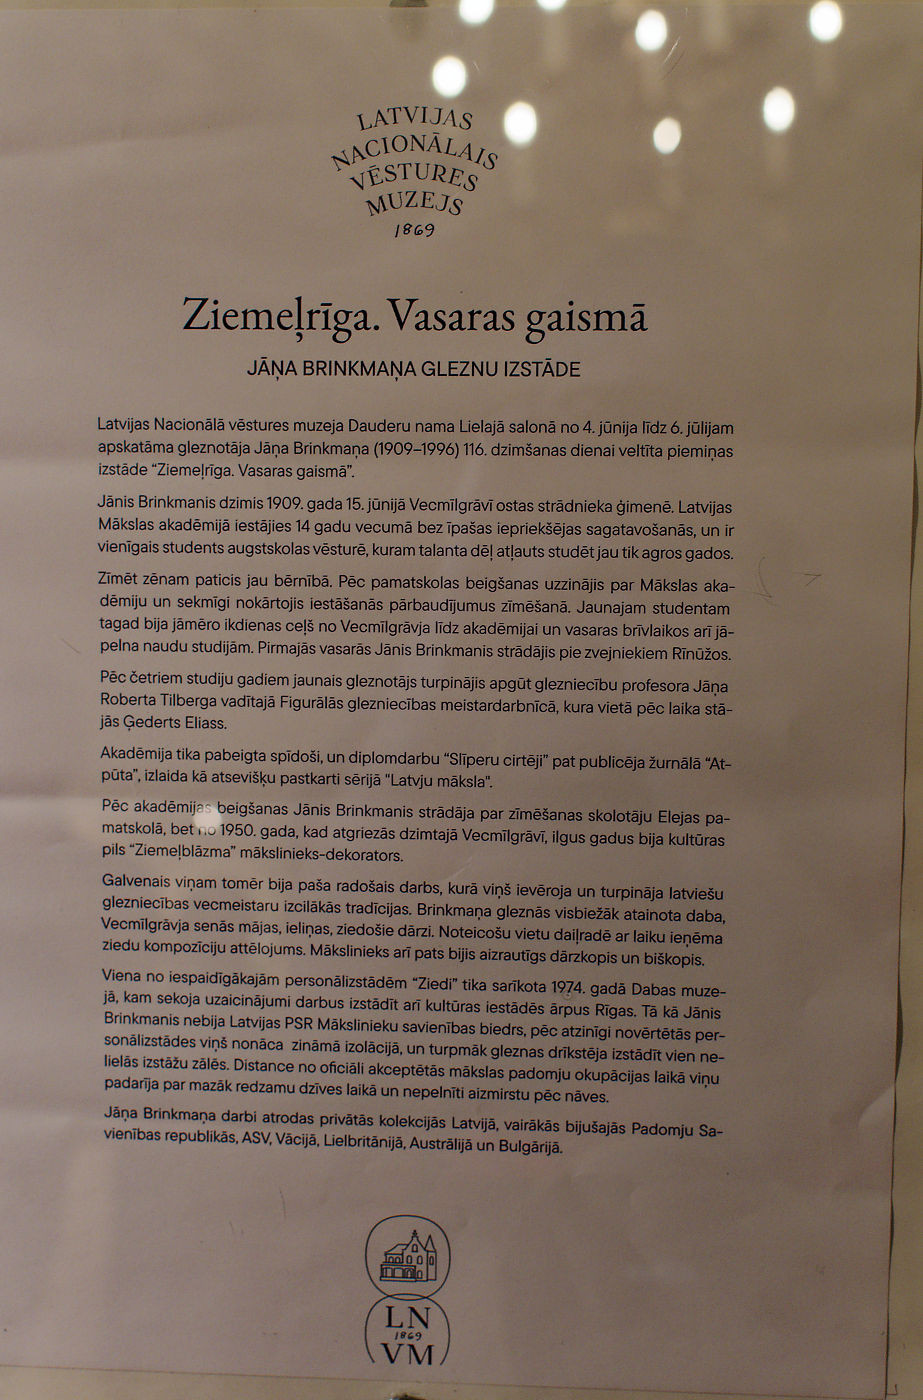 LATVIJAS
NACIONĀLAIS
VĒSTURES
MUZEJS
1869
Ziemeļrīga. Vasaras gaismā
JĀŅA BRINKMAŅA GLEZNU IZSTĀDE
Latvijas Nacionālā vēstures muzeja Dauderu nama Lielajā salonā no 4. jūnija līdz 6. jūlijam
apskatāma gleznotāja Jāņa Brinkmaņa (1909–1996) 116. dzimšanas dienai veltīta piemiņas
izstāde “Ziemeļrīga. Vasaras gaismā”.
Jānis Brinkmanis dzimis 1909. gada 15. jūnijā Vecmīlgrāvī ostas strādnieka ģimenē. Latvijas
Mākslas akadēmijā iestājies 14 gadu vecumā bez īpašas iepriekšējas sagatavošanās, un ir
vienīgais students augstskolas vēsturē, kuram talanta dēļ atļauts studēt jau tik agros gados.
Zīmēt zēnam paticis jau bērnībā. Pēc pamatskolas beigšanas uzzinājis par Mākslas aka-
dēmiju un sekmīgi nokārtojis iestāšanās pārbaudījumus zīmēšanā. Jaunajam studentam
tagad bija jāmēro ikdienas ceļš no Vecmīlgrāvja līdz akadēmijai un vasaras brīvlaikos arī jā-
pelna naudu studijām. Pirmajās vasarās Jānis Brinkmanis strādājis pie zvejniekiem Rīnūžos.
Pēc četriem studiju gadiem jaunais gleznotājs turpinājis apgūt glezniecību profesora Jāņa
Roberta Tilberga vadītajā Figurālās glezniecības meistardarbnīcā, kura vietā pēc laika stā-
jās Ģederts Eliass.
Akadēmija tika pabeigta spīdoši, un diplomdarbu “Slīperu cirtēji” pat publicēja žurnālā “At-
pūta”, izlaida kā atsevišķu pastkarti sērijā "Latvju māksla".
Pēc akadēmijas beigšanas Jānis Brinkmanis strādāja par zīmēšanas skolotāju Elejas pa-
matskolā, bet no 1950. gada, kad atgriezās dzimtajā Vecmīlgrāvī, ilgus gadus bija kultūras
pils “Ziemeļblāzma” mākslinieks-dekorators.
Galvenais viņam tomēr bija paša radošais darbs, kurā viņš ievēroja un turpināja latviešu
glezniecības vecmeistaru izcilākās tradīcijas. Brinkmaņa gleznās visbiežāk atainota daba,
Vecmīlgrāvja senās mājas, ieliņas, ziedošie dārzi. Noteicošu vietu daiļradē ar laiku ieņēma
ziedu kompozīciju attēlojums. Mākslinieks arī pats bijis aizrautīgs dārzkopis un biškopis.
Viena no iespaidīgākajām personālizstādēm “Ziedi” tika sarīkota 1974. gadā Dabas muze-
jā, kam sekoja uzaicinājumi darbus izstādīt arī kultūras iestādēs ārpus Rīgas. Tā kā Jānis
Brinkmanis nebija Latvijas PSR Mākslinieku savienības biedrs, pēc atzinīgi novērtētās per-
sonālizstādes viņš nonāca zināmā izolācijā, un turpmāk gleznas drīkstēja izstādīt vien ne-
lielās izstāžu zālēs. Distance no oficiāli akceptētās mākslas padomju okupācijas laikā viņu
padarīja par mazāk redzamu dzīves laikā un nepelnīti aizmirstu pēc nāves.
Jāņa Brinkmaņa darbi atrodas privātās kolekcijās Latvijā, vairākās bijušajās Padomju Sa-
vienības republikās, ASV, Vācijā, Lielbritānijā, Austrālijā un Bulgārijā.
LN
1869
VM